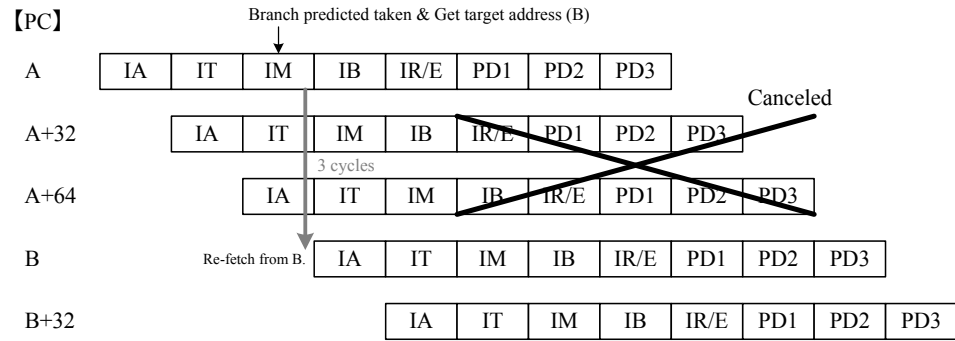 Branch predicted taken & Get target address (B)
【PC】
A IA IT IM IB IR/E PD1 PD2 PD3
Canceled
A+32 IA IT IM IB IR/E PD1 PD2 PD3
3 cycles
A+64 IA IT IM IB IR/E PD1 PD2 PD3
Re-fetch from B.
B IA IT IM IB IR/E PD1 PD2 PD3
B+32 IA IT IM IB IR/E PD1 PD2 PD3